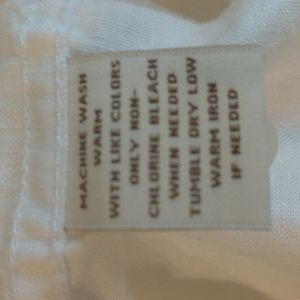 MACHINE WASH
WARM
WITH LIKE COLORS
ONLY NON-
CHLORINE BLEACH
WHEN NEEDED
TUMBLE DRY LOW
WARM IRON
IF NEEDED